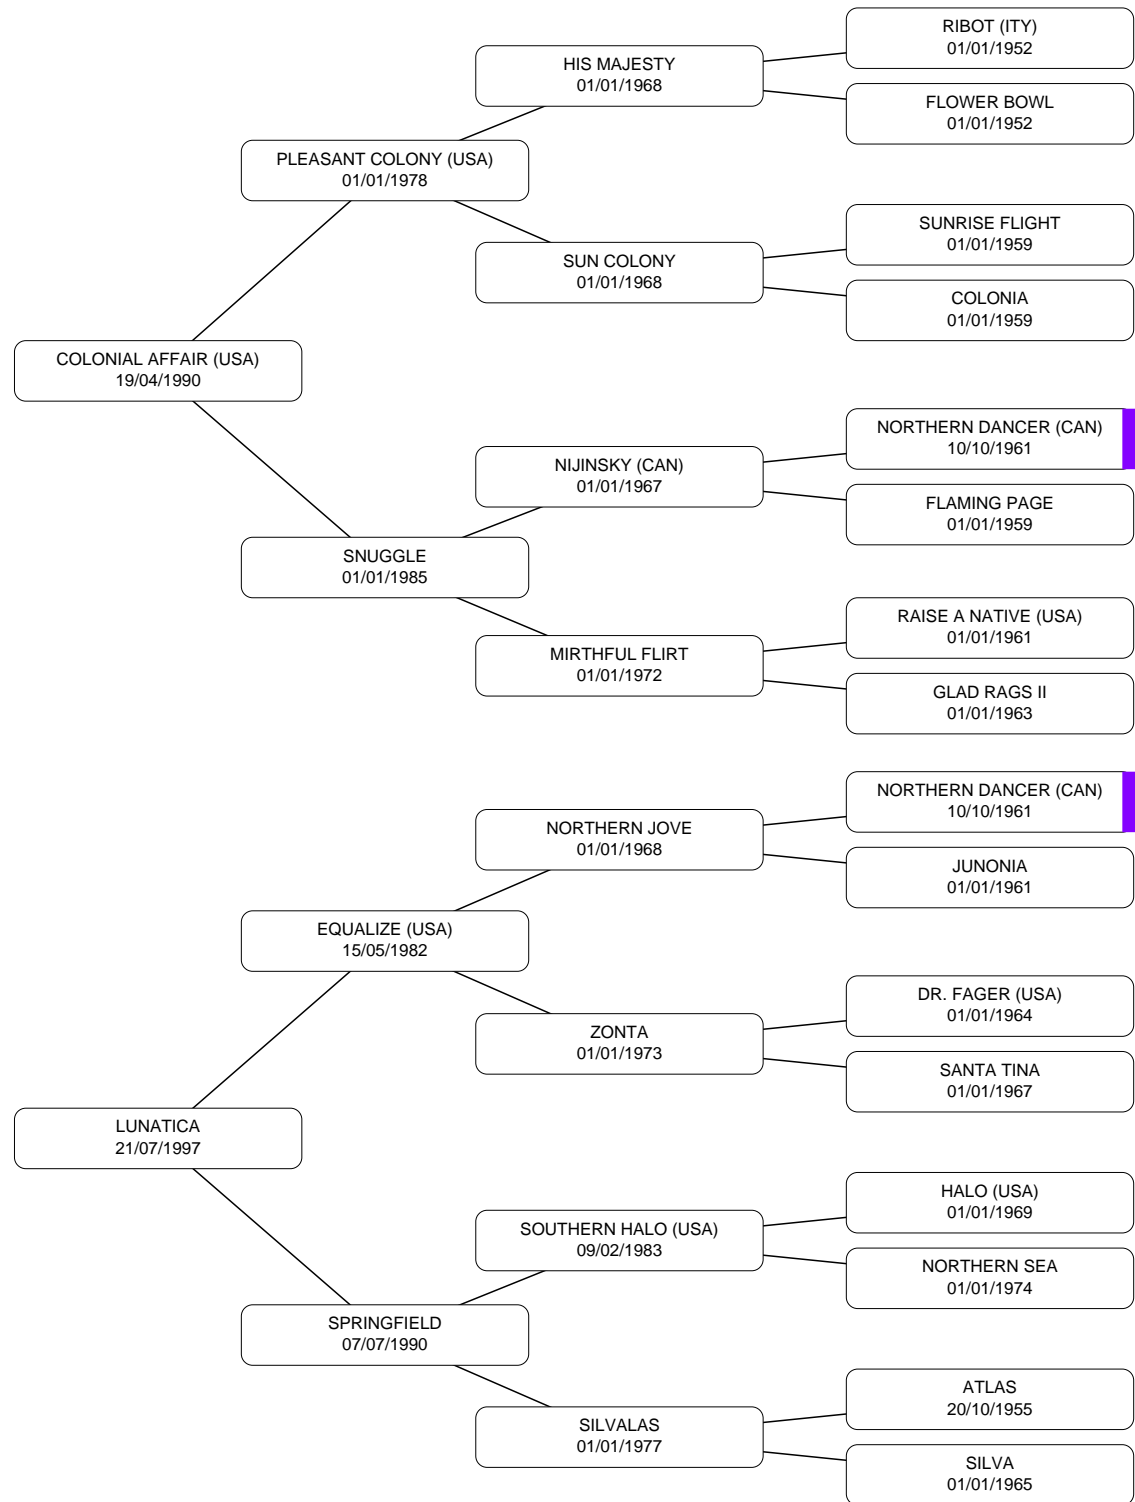 RIBOT (ITY)
01/01/1952
HIS MAJESTY
01/01/1968
FLOWER BOWL
01/01/1952
PLEASANT COLONY (USA)
01/01/1978
SUNRISE FLIGHT
01/01/1959
SUN COLONY
01/01/1968
COLONIA
01/01/1959
COLONIAL AFFAIR (USA)
19/04/1990
NORTHERN DANCER (CAN)
10/10/1961
NIJINSKY (CAN)
01/01/1967
FLAMING PAGE
01/01/1959
SNUGGLE
01/01/1985
RAISE A NATIVE (USA)
01/01/1961
MIRTHFUL FLIRT
01/01/1972
GLAD RAGS II
01/01/1963
NORTHERN DANCER (CAN)
10/10/1961
NORTHERN JOVE
01/01/1968
JUNONIA
01/01/1961
EQUALIZE (USA)
15/05/1982
DR. FAGER (USA)
01/01/1964
ZONTA
01/01/1973
SANTA TINA
01/01/1967
LUNATICA
21/07/1997
HALO (USA)
01/01/1969
SOUTHERN HALO (USA)
09/02/1983
NORTHERN SEA
01/01/1974
SPRINGFIELD
07/07/1990
ATLAS
20/10/1955
SILVALAS
01/01/1977
SILVA
01/01/1965